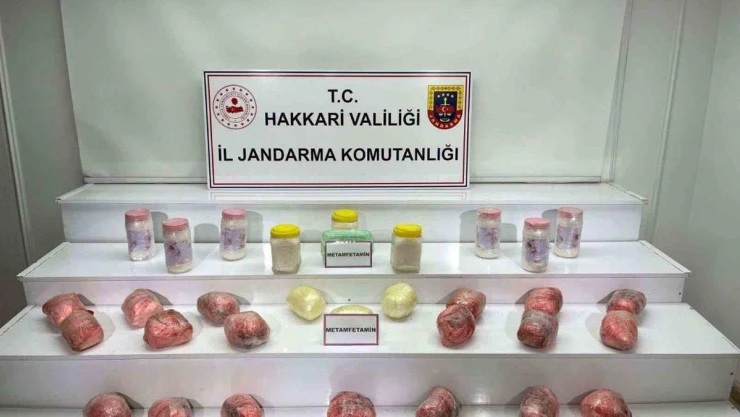 T.C.
HAKKARİ VALİLİĞİ
İL JANDARMA KOMUTANLIĞI
METAMFETAMİN
METAMFETAMİN